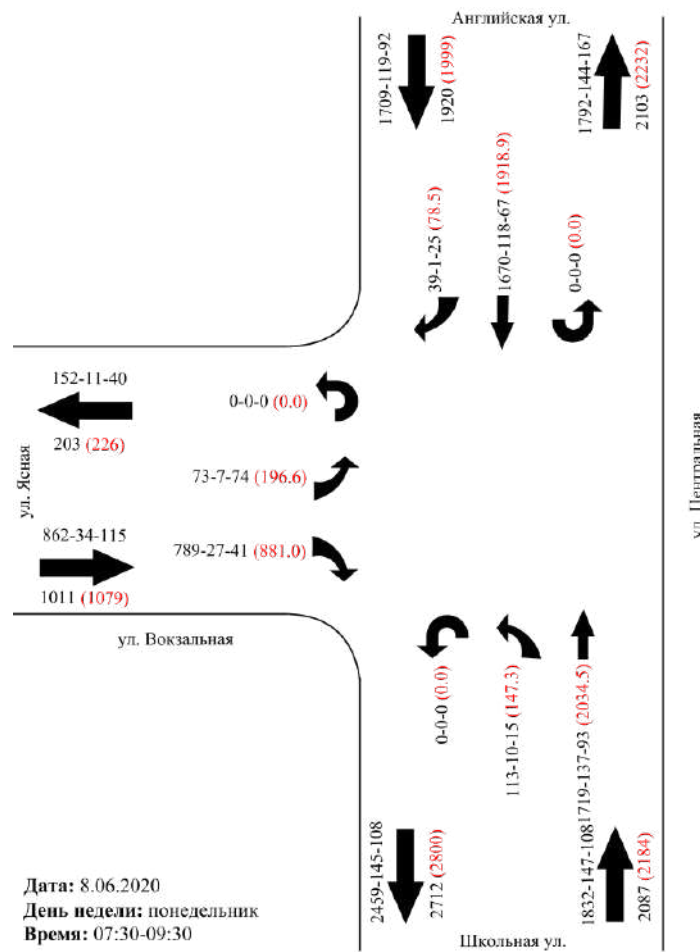 Английская ул.
1709-119-92
1920 (1999)
1792-144-167
2103 (2232)
39-1-25 (78.5)
1670-118-67 (1918.9)
0-0-0 (0.0)
152-11-40
203 (226)
0-0-0 (0.0)
73-7-74 (196.6)
ул. Ясная
862-34-115
1011 (1079)
789-27-41 (881.0)
ул. Центральная
ул. Вокзальная
0-0-0 (0.0)
113-10-15 (147.3)
1719-137-93 (2034.5)
2459-145-108
2712 (2800)
1832-147-108
2087 (2184)
Дата: 8.06.2020
День недели: понедельник
Время: 07:30-09:30
Школьная ул.